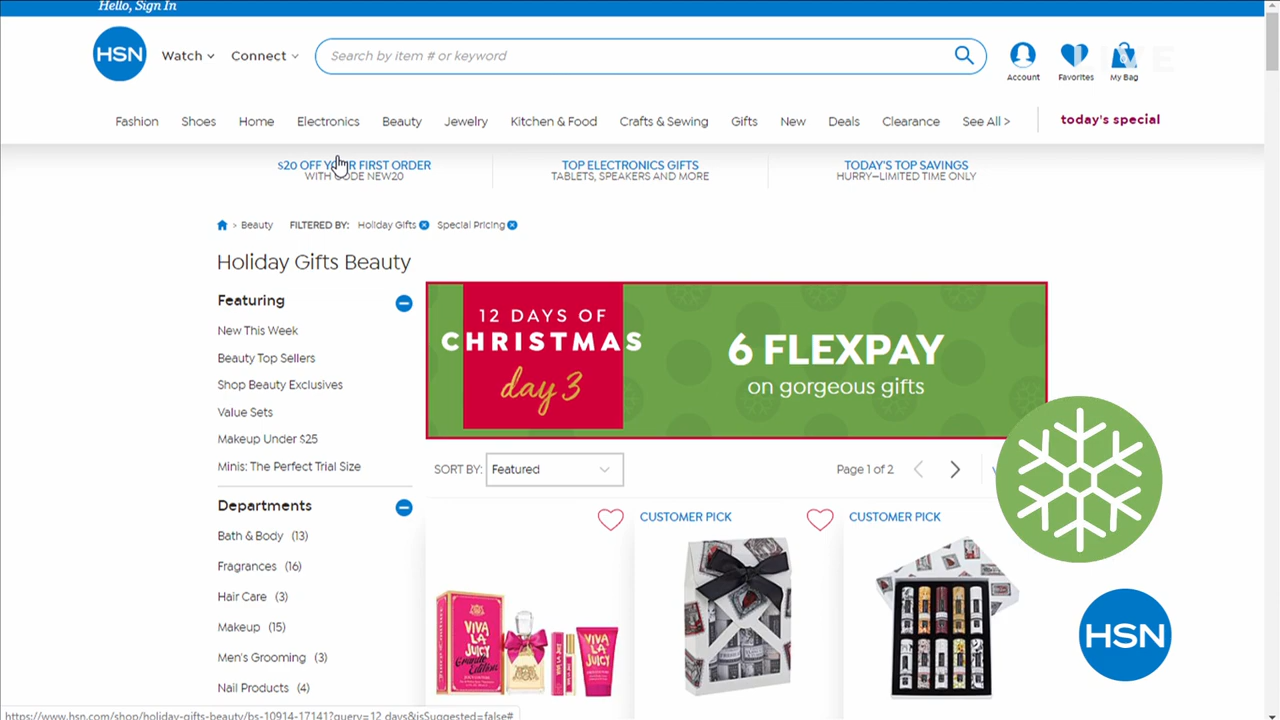 Hello, Sign In
HSN
Watch
Connect
Search by item # or keyword
Account
Favorites
My Bag
LIVE
Fashion
Shoes
Home
Electronics
Beauty
Jewelry
Kitchen & Food
Crafts & Sewing
Gifts
New
Deals
Clearance
See All >
today's special
$20 OFF YOUR FIRST ORDER
WITH CODE NEW20
TOP ELECTRONICS GIFTS
TABLETS, SPEAKERS AND MORE
TODAY'S TOP SAVINGS
HURRY—LIMITED TIME ONLY
> Beauty
FILTERED BY:
Holiday Gifts
Special Pricing
Holiday Gifts Beauty
Featuring
New This Week
Beauty Top Sellers
Shop Beauty Exclusives
Value Sets
Makeup Under $25
Minis: The Perfect Trial Size
Departments
Bath & Body (13)
Fragrances (16)
Hair Care (3)
Makeup (15)
Men's Grooming (3)
Nail Products (4)
12 DAYS OF
CHRISTMAS
day 3
6 FLEXPAY
on gorgeous gifts
SORT BY:
Featured
Page 1 of 2
CUSTOMER PICK
CUSTOMER PICK
VIVA
LA
JUICY
Grande
Edition
VIVA
LA
JUICY
HSN
https://www.hsn.com/shop/holiday-gifts-beauty/bs-10914-17141?query=12 days&isSuggested=false#